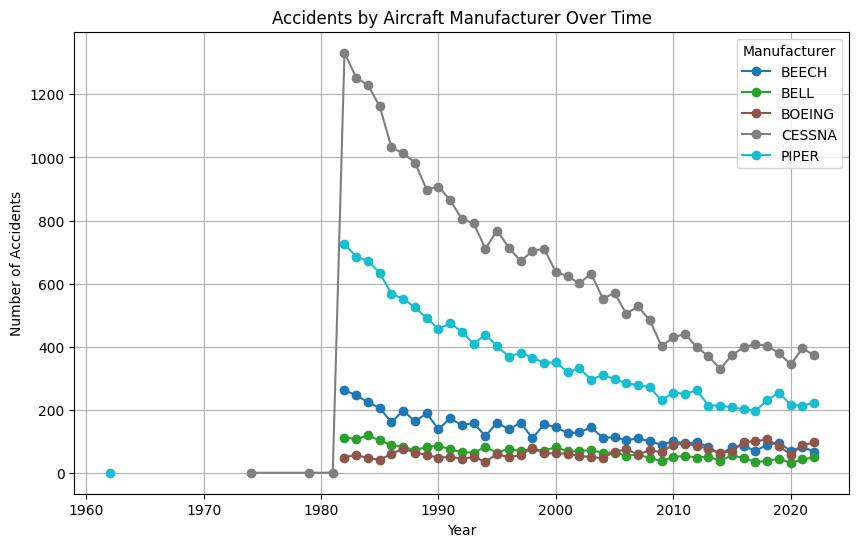 Accidents by Aircraft Manufacturer Over Time
Manufacturer
BEECH
BELL
BOEING
CESSNA
PIPER
Number of Accidents
1200
1000
800
600
400
200
0
1960
1970
1980
1990
2000
2010
2020
Year